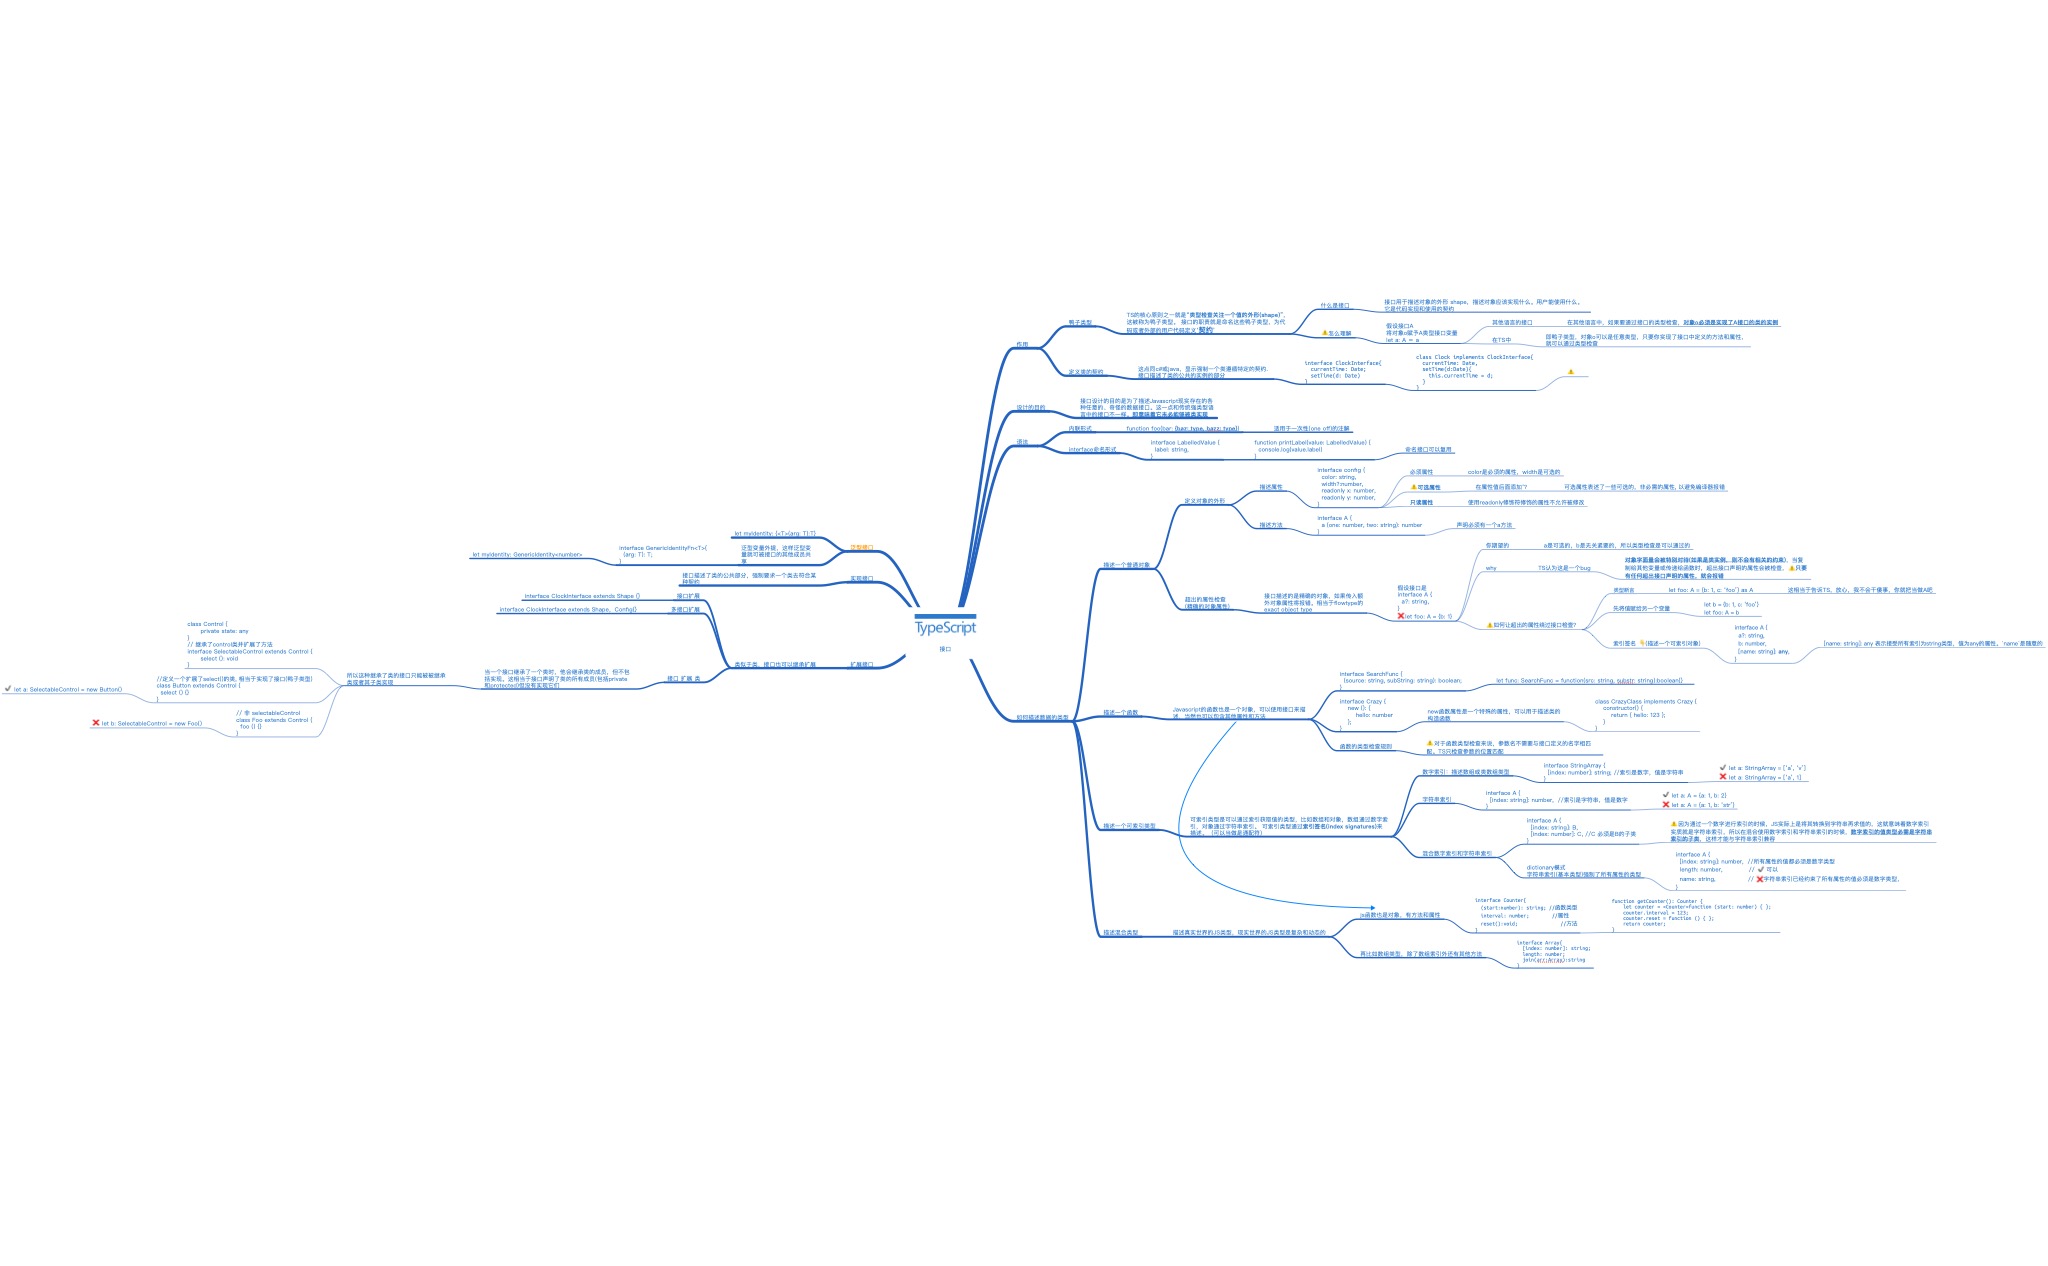 TypeScript
接口
作用
鸭子类型
TS的核心原则之一就是"类型检查关注一个值的外形(shape)"，
这被称为鸭子类型， 接口的职责就是命名这些鸭子类型，为代
码或者外部的用户代码定义'契约'
什么是接口
接口用于描述对象的外形 shape，描述对象应该实现什么，用户能使用什么，
它是代码实现和使用的契约
⚠️怎么理解
假设接口A
将对象o赋予A类型接口变量
let a: A = o
其他语言的接口
在其他语言中，如果要通过接口的类型检查，对象o必须是实现了A接口的类的实例
在TS中
即鸭子类型，对象o可以是任意类型，只要你实现了接口中定义的方法和属性，
就可以通过类型检查
定义类的契约
这点同c#或java，显示强制一个类遵循特定的契约.
接口描述了类的公共的实例的部分
interface ClockInterface{
currentTime: Date;
setTime(d: Date)
}
class Clock implements ClockInterface{
currentTime: Date,
setTime(d:Date){
this.currentTime = d;
}
}
⚠️
设计的目的
接口设计的目的是为了描述Javascript现实存在的各
种任意的、奇怪的数据接口，这一点和传统强类型语
言中的接口不一样。即意味着它未必能够被类实现
语法
内联形式
function foo(bar: {bazz: type, bazz: type})
适用于一次性(one off)的注解
interface命名形式
interface LabelledValue {
label: string,
}
function printLabel(value: LabelledValue) {
console.log(value.label)
}
命名接口可以重用
如何描述数据的类型
描述一个普通对象
定义对象的外形
描述属性
interface config {
color: string,
width?:number,
readonly x: number,
readonly y: number,
}
必须属性
color是必须的属性，width是可选的
⚠️可选属性
在属性值后面添加'?'
可选属性表述了一些可选的、非必需的属性, 以避免编译器报错
只读属性
使用readonly修饰符修饰的属性不允许被修改
描述方法
interface A {
a (one: number, two: string): number
}
声明必须有一个a方法
超出的属性检查
(精确的对象属性)
接口描述的是精确的对象，如果传入额
外对象属性将报错。相当于flowtype的
exact object type
假设接口是
interface A {
a?: string,
}
❌let foo: A = {b: 1}
你期望的
a是可选的，b是无关紧要的，所以类型检查是可以通过的
why
TS认为这是一个bug
对象字面量会被特别对待(如果是类实例，则不会有相关的约束)，当复
制给其他变量或传递给函数时，超出接口声明的属性会被检查，⚠️只要
有任何超出接口声明的属性，就会报错
⚠️如何让超出的属性绕过接口检查?
类型断言
let foo: A = {b: 1, c: 'foo'} as A
这相当于告诉TS，放心，我不会干傻事，你就把当做A吧
先将值赋给另一个变量
let b = {b: 1, c: 'foo'}
let foo: A = b
索引签名 👇(描述一个可索引对象)
interface A {
a?: string,
b: number,
[name: string]: any,
}
[name: string]: any 表示接受所有索引为string类型、值为any的属性。`name`是随意的
描述一个函数
Javascript的函数也是一个对象，可以使用接口来描
述。当然也可以包含其他属性和方法
interface SearchFunc {
(source: string, subString: string): boolean;
}
let func: SearchFunc = function(src: string, substr: string):boolean{}
interface Crazy {
new (): {
hello: number
};
}
new函数属性是一个特殊的属性，可以用于描述类的
构造函数
class CrazyClass implements Crazy {
constructor() {
return { hello: 123 };
}
}
函数的类型检查规则
⚠️对于函数类型检查来说，参数名不需要与接口定义的名字相匹
配，TS只检查参数的位置匹配
描述一个可索引类型
可索引类型是可以通过索引获取值的类型，比如数组和对象，数组通过数字索
引，对象通过字符串索引。 可索引类型通过索引签名(index signatures)来
描述。(可以当做是通配符)
数字索引：描述数组或类数组类型
interface StringArray {
[index: number]: string; //索引是数字，值是字符串
}
✔ let a: StringArray = ['a', 'x']
❌ let a: StringArray = ['a', 1]
字符串索引
interface A {
[index: string]: number, //索引是字符串，值是数字
}
✔ let a: A = {a: 1, b: 2}
❌ let a: A = {a: 1, b: 'str'}
混合数字索引和字符串索引
interface A {
[index: string]: B,
[index: number]: C, //C 必须是B的子类
}
⚠️因为通过一个数字进行索引的时候，JS实际上是将其转换到字符串再求值的，这就意味着数字索引
实质就是字符串索引。所以在混合使用数字索引和字符串索引的时候，数字索引的值类型必需是字符串
索引的子类，这样才能与字符串索引兼容
dictionary模式
字符串索引(基本类型)强制了所有属性的类型
interface A {
[index: string]: number, //所有属性的值都必须是数字类型
length: number, // ✔ 可以
name: string, // ❌字符串索引已经约束了所有属性的值必须是数字类型，
}
描述混合类型
描述真实世界的JS类型，现实世界的JS类型是复杂和动态的
js函数也是对象，有方法和属性
interface Counter{
(start:number): string; //函数类型
interval: number; //属性
reset():void; //方法
}
function getCounter(): Counter {
let counter = <Counter>function (start: number) { };
counter.interval = 123;
counter.reset = function () { };
return counter;
}
再比如数组类型，除了数组索引外还有其他方法
interface Array{
[index: number]: string;
length: number;
}
泛型接口
let myIdentity: {<T>(arg: T):T}
泛型变量外提，这样泛型变
量就可被接口的其他成员共
享
interface GenericIdentityFn<T>{
(arg: T): T,
}
let myIdentity: GenericIdentity<number>
实现接口
接口描述了类的公共部分，强制要求一个类去符合某
种契约
扩展接口
类似子类，接口也可以继承扩展
接口扩展
interface ClockInterface extends Shape {}
多接口扩展
interface ClockInterface extends Shape，Config{}
接口 扩展 类
当一个接口继承了一个类时，他会继承类的成员，但不包
括实现。这相当于接口声明了类的所有成员(包括private
和protected)但没有实现它们
所以这种继承了类的接口只能被被继承
类或者其子类实现
class Control {
private state: any
}
// 继承了control类并扩展了方法
interface SelectableControl extends Control {
select (): void
}
//定义一个扩展了select()的类, 相当于实现了接口(鸭子类型)
class Button extends Control {
select () {}
}
✔ let a: SelectableControl = new Button()
// 非 selectableControl
class Foo extends Control {
foo () {}
}
❌ let b: SelectableControl = new Foo()